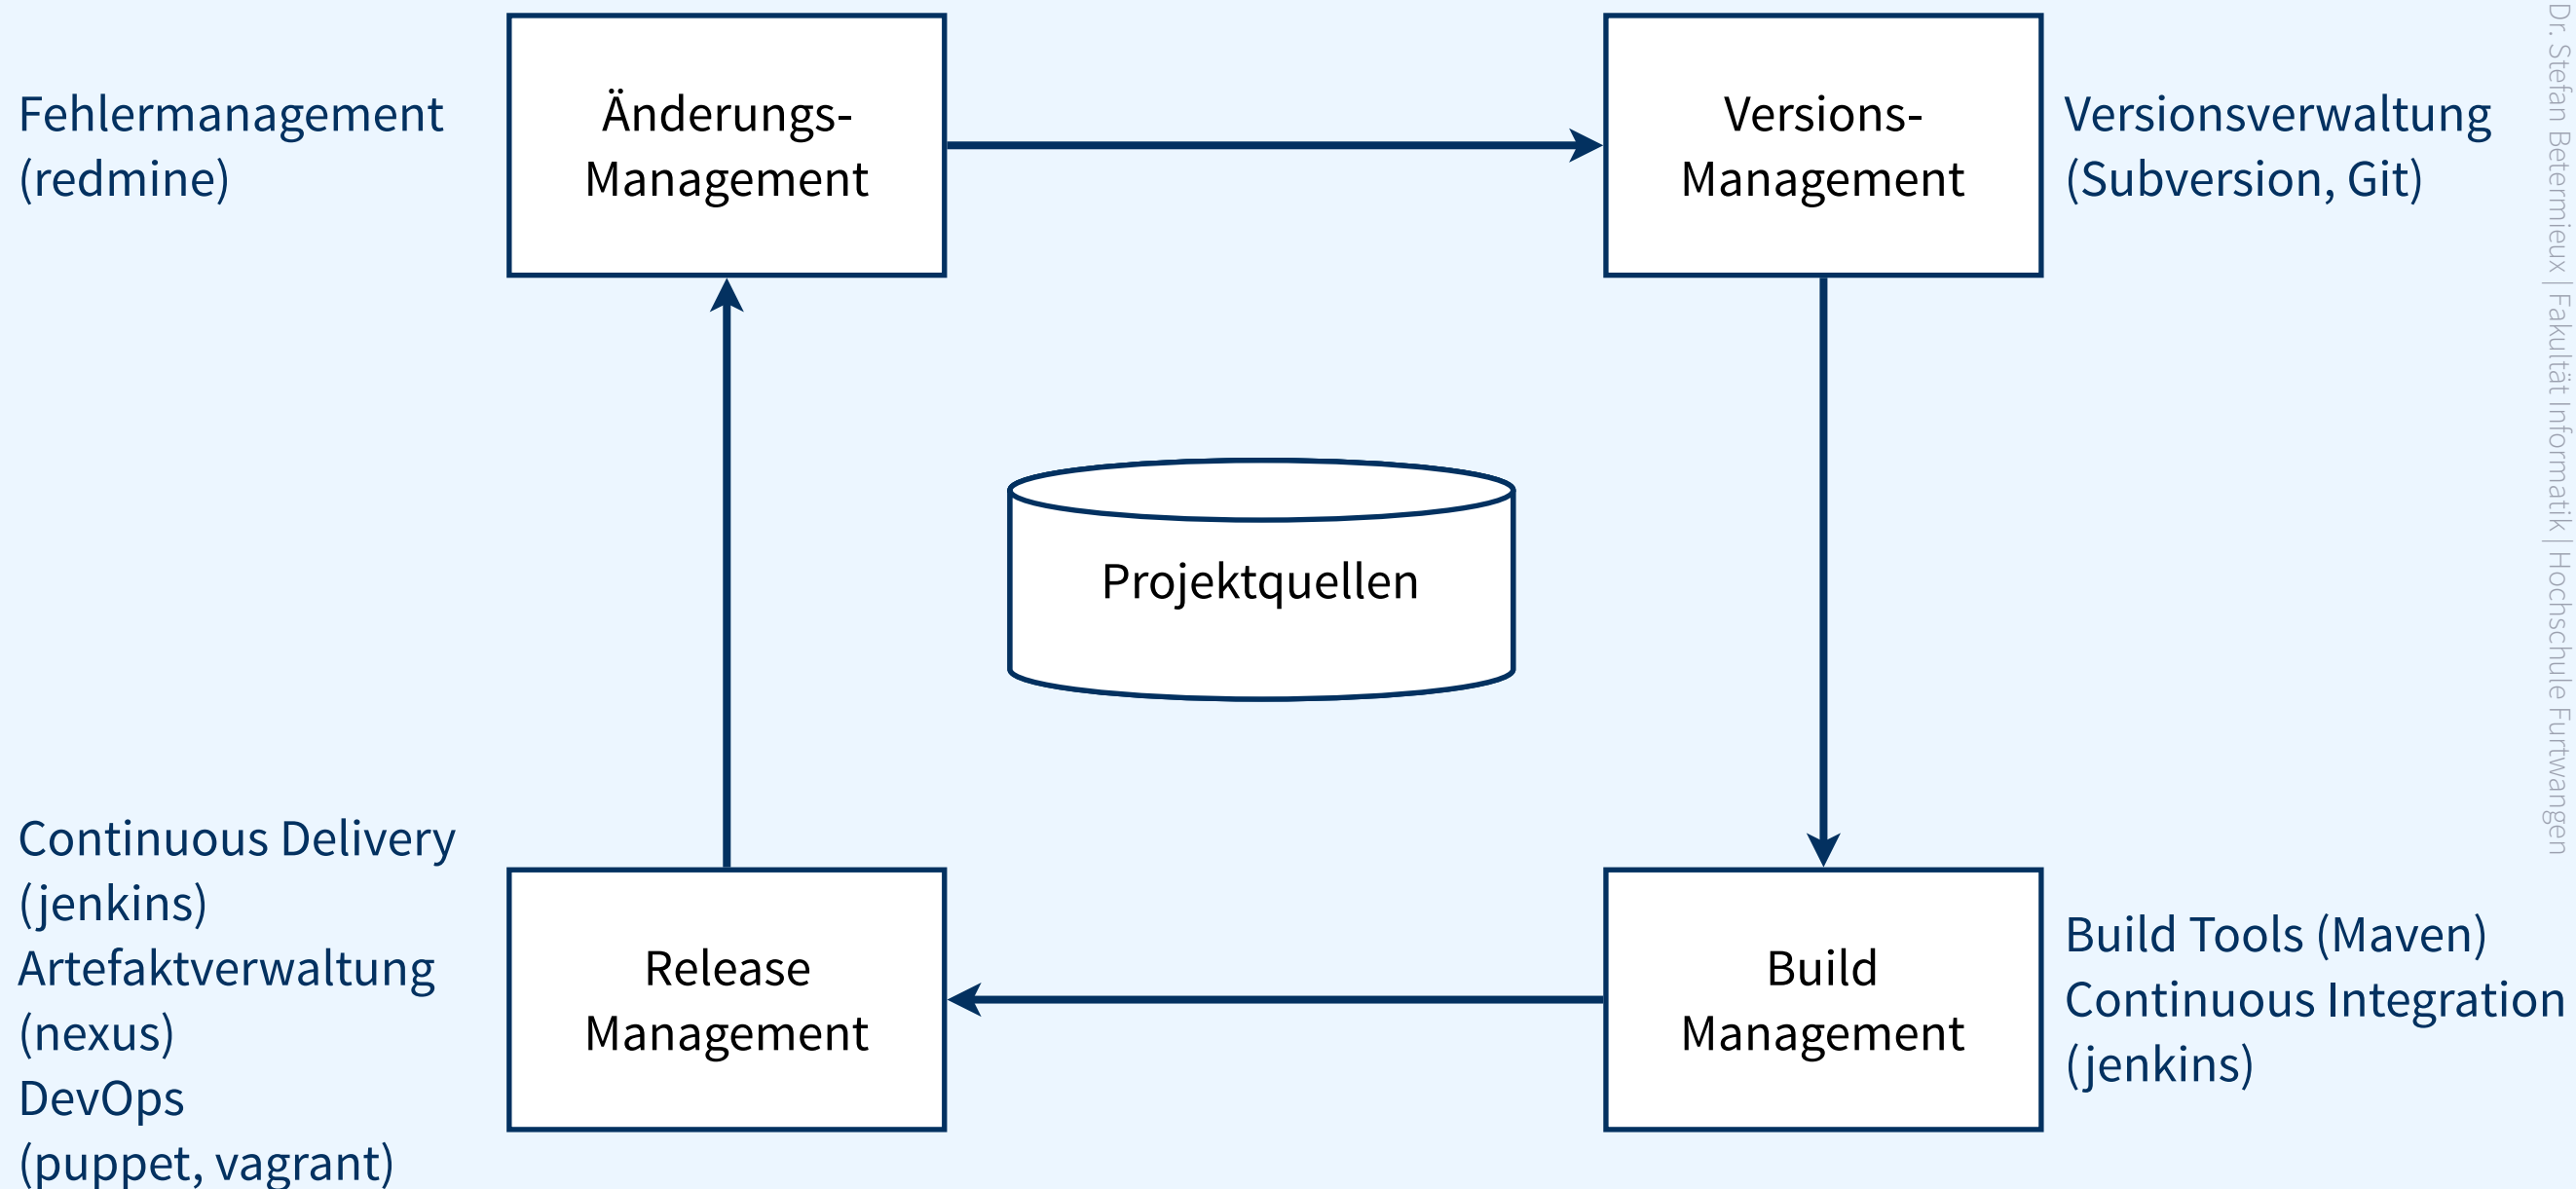 Fehlermanagement
(redmine)
Änderungs-
Management
Versions-
Management
Versionsverwaltung
(Subversion, Git)
Projektquellen
Continuous Delivery
(jenkins)
Artefaktverwaltung
(nexus)
DevOps
(puppet, vagrant)
Release
Management
Build
Management
Build Tools (Maven)
Continuous Integration
(jenkins)
Dr. Stefan Betermieux | Fakultät Informatik | Hochschule Furtwangen